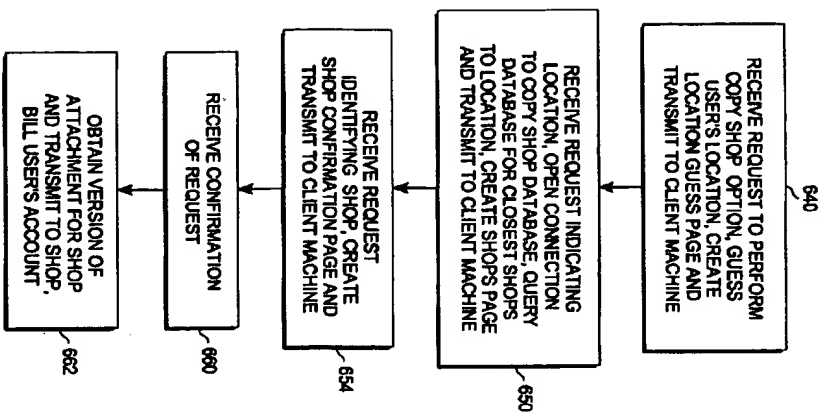 640
RECEIVE REQUEST TO PERFORM
COPY SHOP OPTION, GUESS
USER'S LOCATION, CREATE
LOCATION GUESS PAGE AND
TRANSMIT TO CLIENT MACHINE
650
RECEIVE REQUEST INDICATING
LOCATION, OPEN CONNECTION
TO COPY SHOP DATABASE, QUERY
DATABASE FOR CLOSEST SHOPS
TO LOCATION, CREATE SHOPS PAGE
AND TRANSMIT TO CLIENT MACHINE
654
RECEIVE REQUEST
IDENTIFYING SHOP, CREATE
SHOP CONFIRMATION PAGE AND
TRANSMIT TO CLIENT MACHINE
660
RECEIVE CONFIRMATION
OF REQUEST
662
OBTAIN VERSION OF
ATTACHMENT FOR SHOP
AND TRANSMIT TO SHOP,
BILL USER'S ACCOUNT